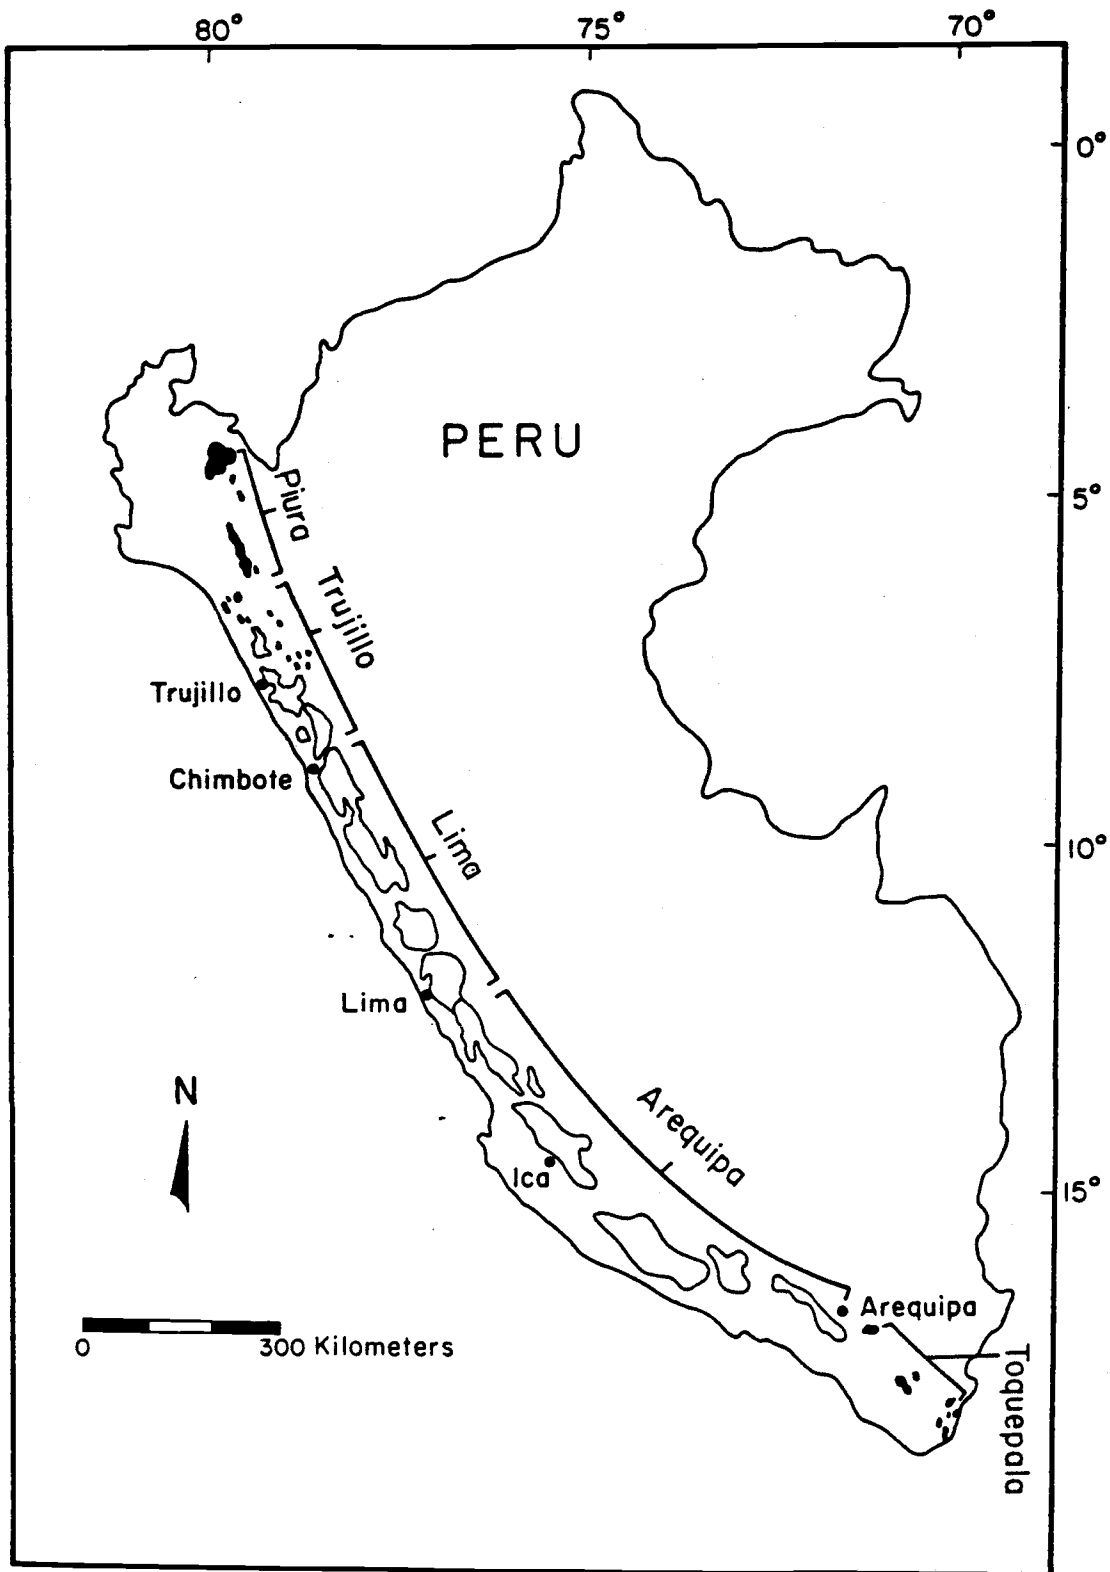 80° 75° 70°
0°
PERU
5°
Piura
Trujillo
Trujillo
a
Chimbote
Lima
10°
Lima
N
Arequipa
Ica
15°
Arequipa
0 300 Kilometers
Toquepala